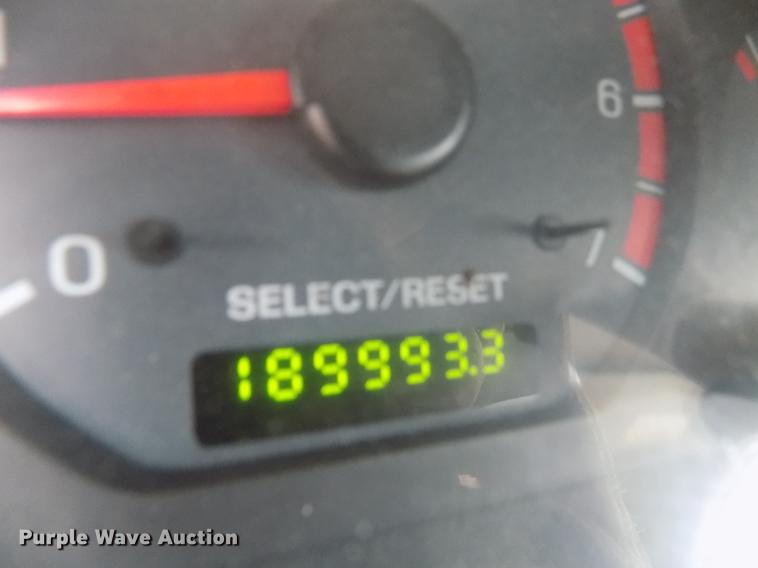 6
0
7
SELECT/RESET
189993.3
Purple Wave Auction